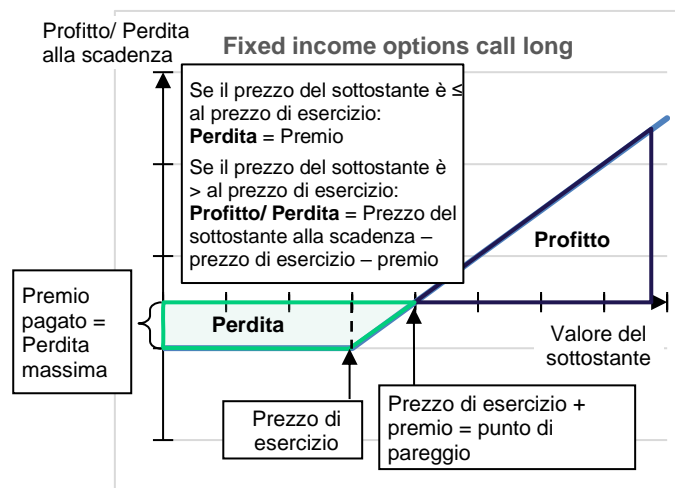 Profitto/ Perdita
alla scadenza
Fixed income options call long
Se il prezzo del sottostante è ≤
al prezzo di esercizio:
Perdita = Premio
Se il prezzo del sottostante è
> al prezzo di esercizio:
Profitto/ Perdita = Prezzo del
sottostante alla scadenza –
prezzo di esercizio – premio
Profitto
Premio
pagato =
Perdita
massima
Perdita
Valore del
sottostante
Prezzo di
esercizio
Prezzo di esercizio +
premio = punto di
pareggio